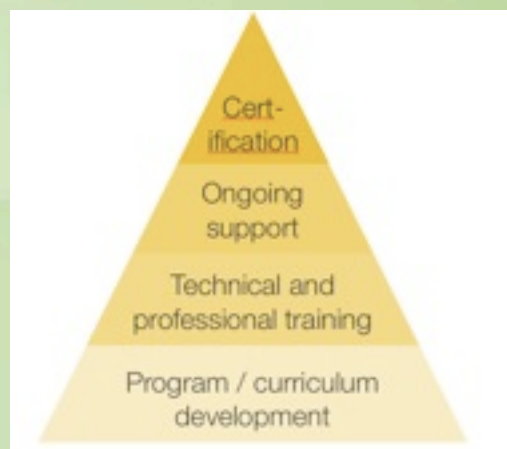 Cert-
ification
Ongoing
support
Technical and
professional training
Program / curriculum
development